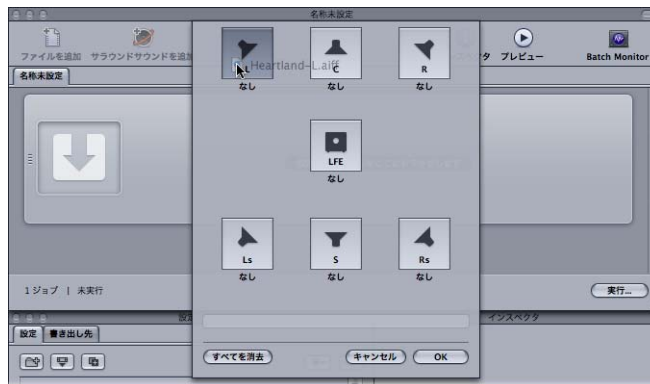 名称未設定
ファイルを追加 サラウンドサウンドを追加
プレビュー
Batch Monitor
名称未設定
L
C
R
Heartland-L.aiff
なし
なし
なし
LFE
なし
Ls
S
Rs
なし
なし
なし
1 ジョブ | 未実行
実行...
インスペクタ
設定 書き出し先
すべてを消去
キャンセル
OK